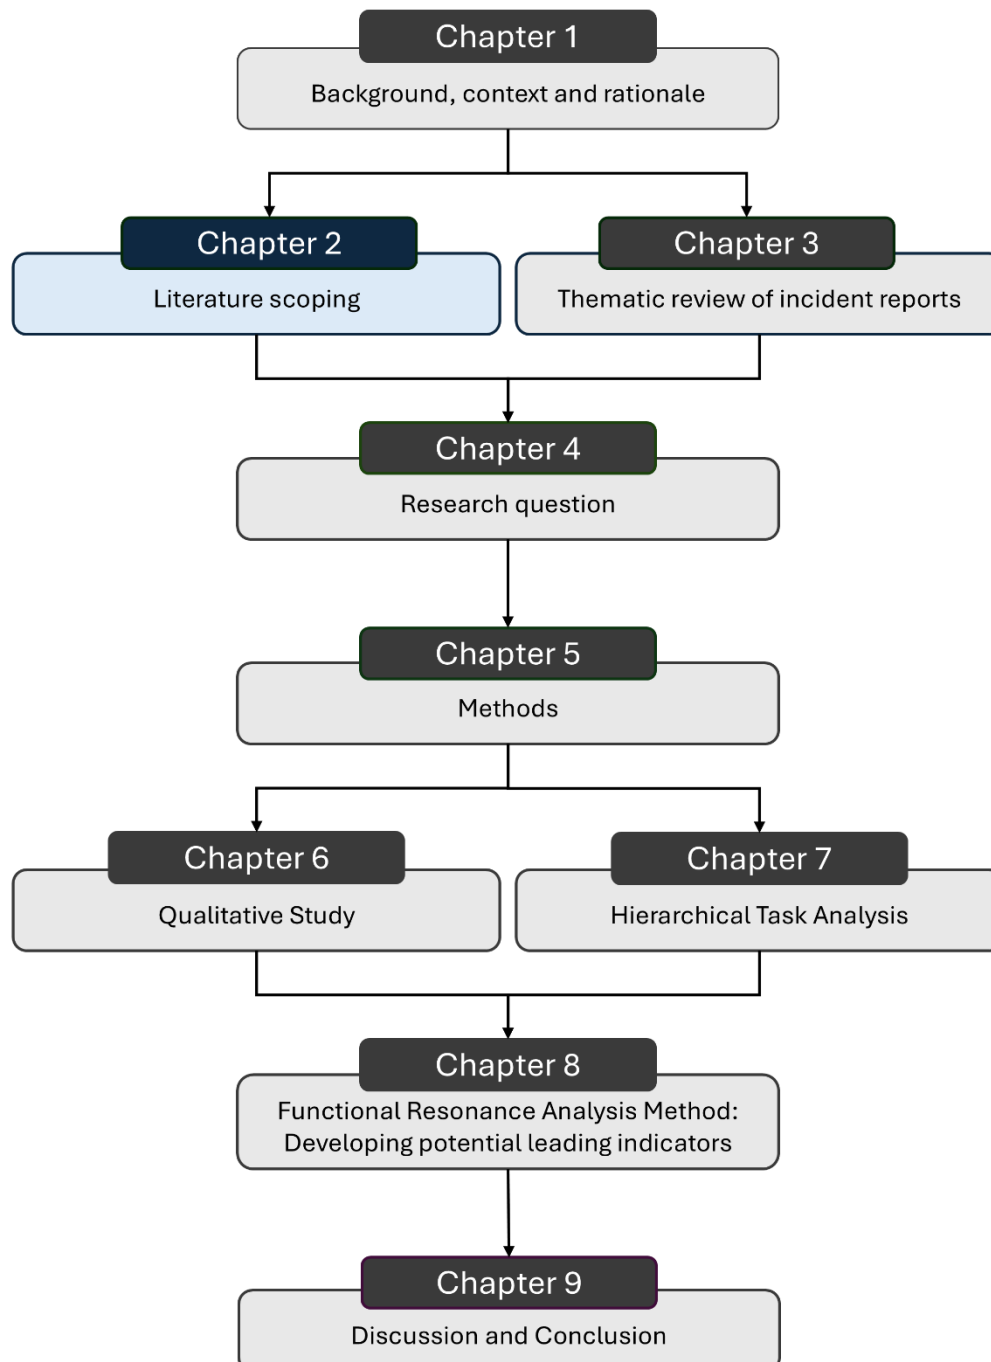 Chapter 1
Background, context and rationale
Chapter 2
Literature scoping
Chapter 3
Thematic review of incident reports
Chapter 4
Research question
Chapter 5
Methods
Chapter 6
Qualitative Study
Chapter 7
Hierarchical Task Analysis
Chapter 8
Functional Resonance Analysis Method:
Developing potential leading indicators
Chapter 9
Discussion and Conclusion